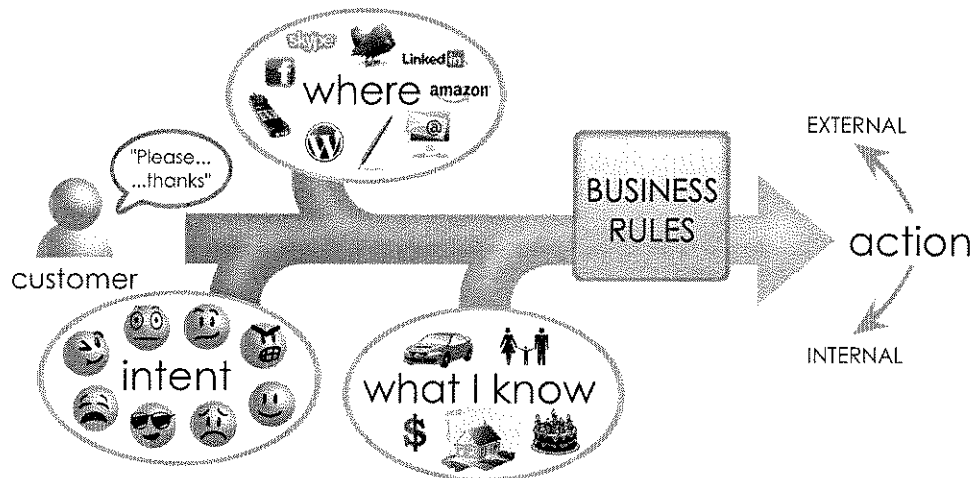 skype
LinkedIn
f
where
amazon
W
@
"Please...
...thanks"
EXTERNAL
BUSINESS
RULES
action
customer
INTERNAL
intent
what I know
$